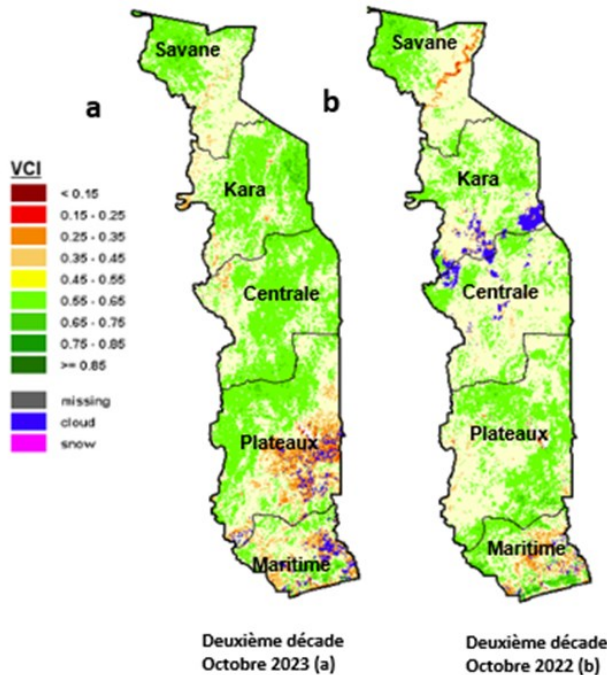 Savane
Savane
a
b
VCI
< 0.15
0.15 - 0.25
0.25 - 0.35
0.35 - 0.45
0.45 - 0.55
0.55 - 0.65
0.65 - 0.75
0.75 - 0.85
>= 0.85
missing
cloud
snow
Kara
Kara
Centrale
Centrale
Plateaux
Plateaux
Maritime
Maritime
Deuxième décade
Octobre 2023 (a)
Deuxième décade
Octobre 2022 (b)